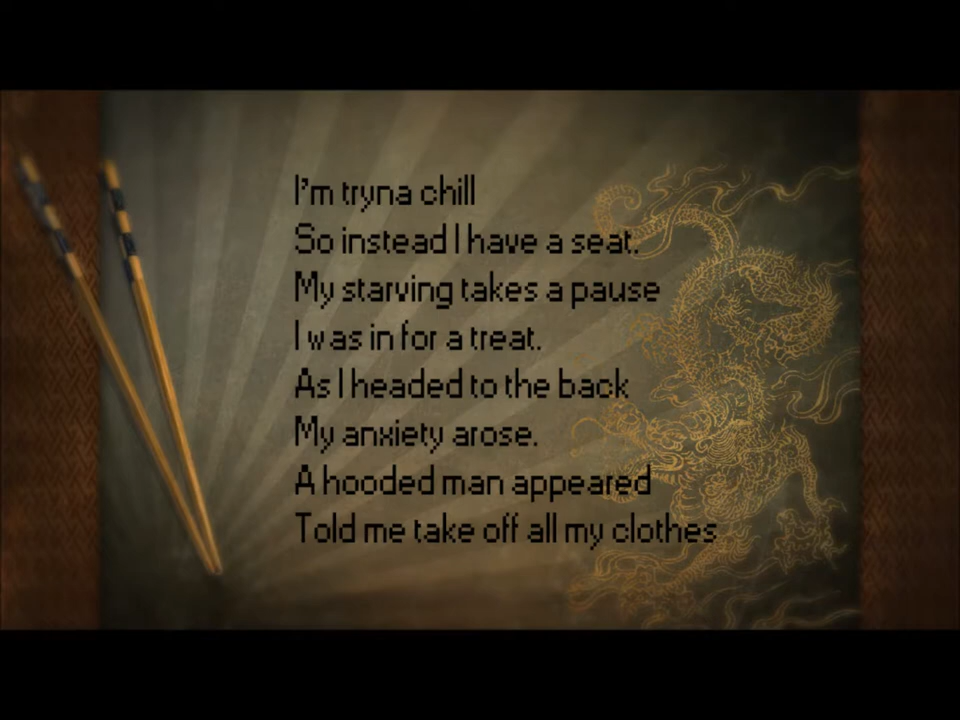 I'm tryna chill
So instead I have a seat.
My starving takes a pause
I was in for a treat.
As I headed to the back
My anxiety arose.
A hooded man appeared
Told me take off all my clothes